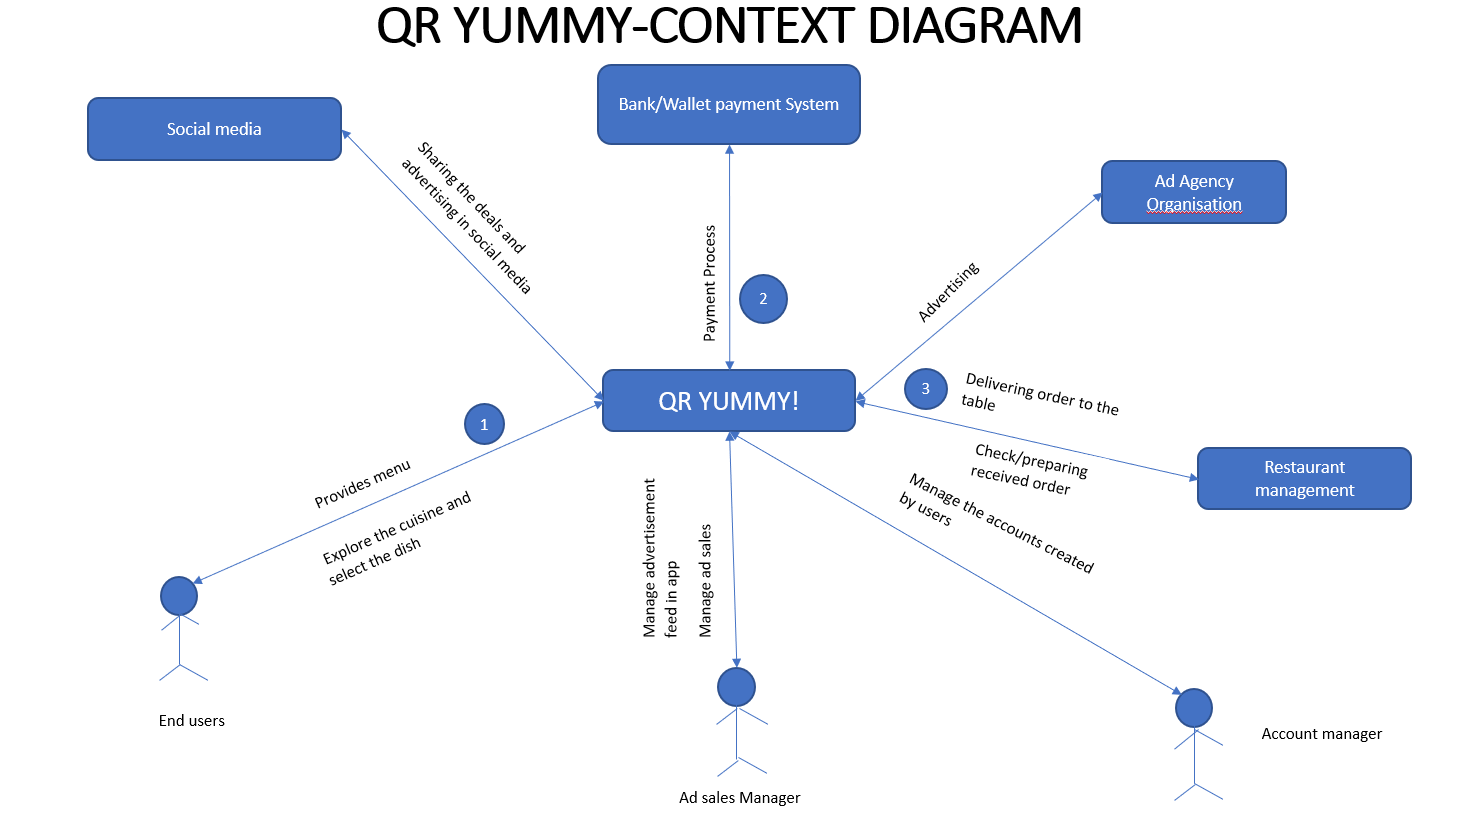 QR YUMMY-CONTEXT DIAGRAM
Bank/Wallet payment System
Social media
Ad Agency
Organisation
Sharing the deals and
advertising in social media
Payment Process
2
Advertising
QR YUMMY!
3
Delivering order to the
table
1
Check/preparing
received order
Restaurant
management
Provides menu
Explore the cuisine and
select the dish
Manage advertisement
feed in app
Manage ad sales
Manage the accounts created
by users
End users
Ad sales Manager
Account manager